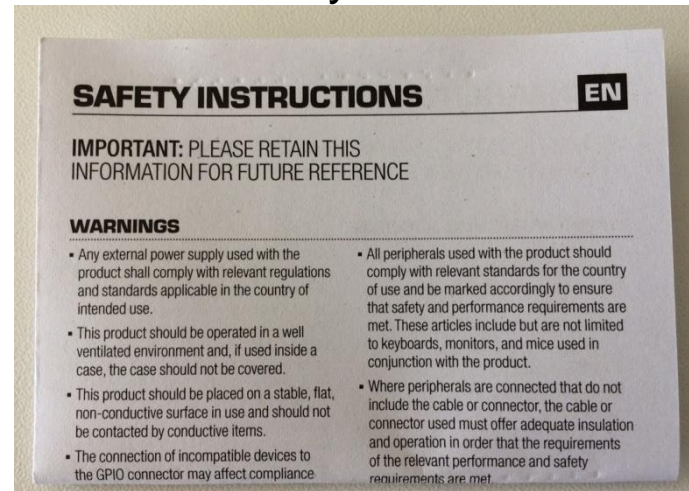 SAFETY INSTRUCTIONS
EN
IMPORTANT: PLEASE RETAIN THIS
INFORMATION FOR FUTURE REFERENCE
WARNINGS
▪ Any external power supply used with the
product shall comply with relevant regulations
and standards applicable in the country of
intended use.
▪ This product should be operated in a well
ventilated environment and, if used inside a
case, the case should not be covered.
▪ This product should be placed on a stable, flat,
non-conductive surface in use and should not
be contacted by conductive items.
▪ The connection of incompatible devices to
the GPIO connector may affect compliance
▪ All peripherals used with the product should
comply with relevant standards for the country
of use and be marked accordingly to ensure
that safety and performance requirements are
met. These articles include but are not limited
to keyboards, monitors, and mice used in
conjunction with the product.
▪ Where peripherals are connected that do not
include the cable or connector, the cable or
connector used must offer adequate insulation
and operation in order that the requirements
of the relevant performance and safety
requirements are met